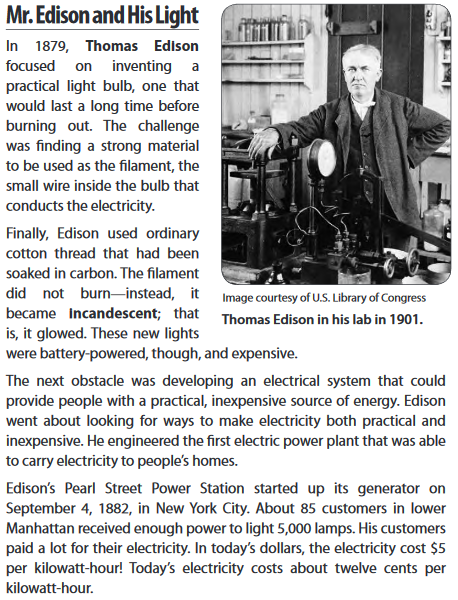 Mr. Edison and His Light
In 1879, Thomas Edison
focused on inventing a
practical light bulb, one that
would last a long time before
burning out. The challenge
was finding a strong material
to be used as the filament, the
small wire inside the bulb that
conducts the electricity.
Finally, Edison used ordinary
cotton thread that had been
soaked in carbon. The filament
did not burn—instead, it
became incandescent; that
is, it glowed. These new lights
were battery-powered, though, and expensive.
Image courtesy of U.S. Library of Congress
Thomas Edison in his lab in 1901.
The next obstacle was developing an electrical system that could
provide people with a practical, inexpensive source of energy. Edison
went about looking for ways to make electricity both practical and
inexpensive. He engineered the first electric power plant that was able
to carry electricity to people's homes.
Edison's Pearl Street Power Station started up its generator on
September 4, 1882, in New York City. About 85 customers in lower
Manhattan received enough power to light 5,000 lamps. His customers
paid a lot for their electricity. In today's dollars, the electricity cost $5
per kilowatt-hour! Today's electricity costs about twelve cents per
kilowatt-hour.